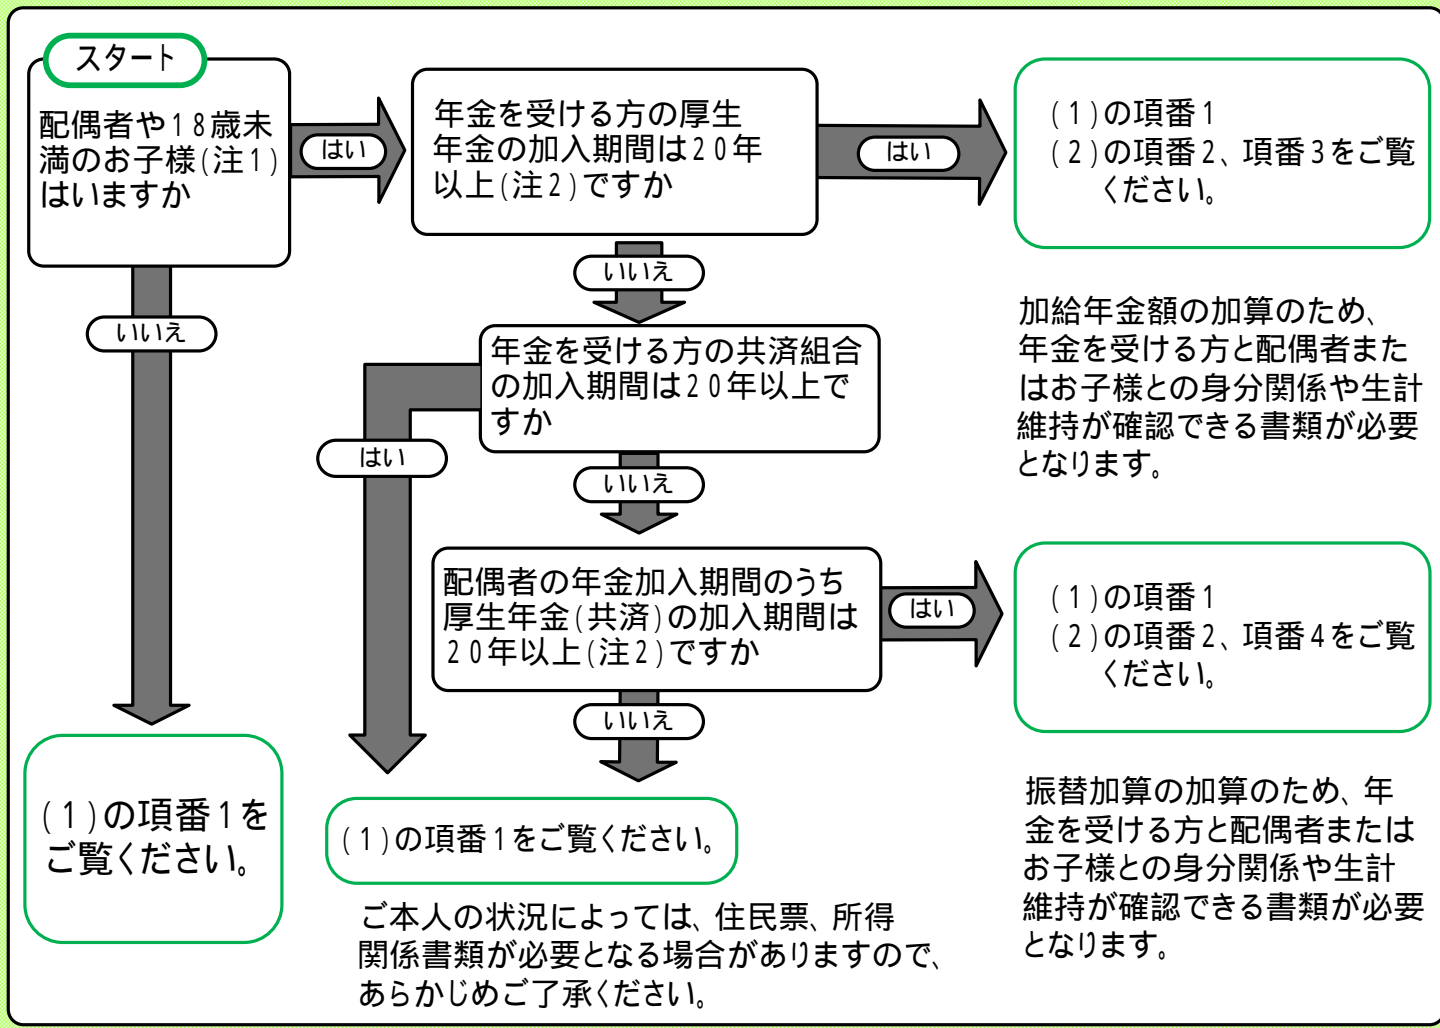 スタート
配偶者や18歳未
満のお子様(注1)
はいますか
はい
年金を受ける方の厚生
年金の加入期間は20年
以上(注2)ですか
はい
(1)の項番1
(2)の項番2、項番3をご覧
ください。
いいえ
加給年金額の加算のため、
年金を受ける方と配偶者また
はお子様との身分関係や生計
維持が確認できる書類が必要
となります。
いいえ
年金を受ける方の共済組合
の加入期間は20年以上で
すか
はい
いいえ
配偶者の年金加入期間のうち
厚生年金(共済)の加入期間は
20年以上(注2)ですか
はい
(1)の項番1
(2)の項番2、項番4をご覧
ください。
いいえ
振替加算の加算のため、年
金を受ける方と配偶者または
お子様との身分関係や生計
維持が確認できる書類が必要
となります。
(1)の項番1を
ご覧ください。
(1)の項番1をご覧ください。
ご本人の状況によっては、住民票、所得
関係書類が必要となる場合がありますので、
あらかじめご了承ください。